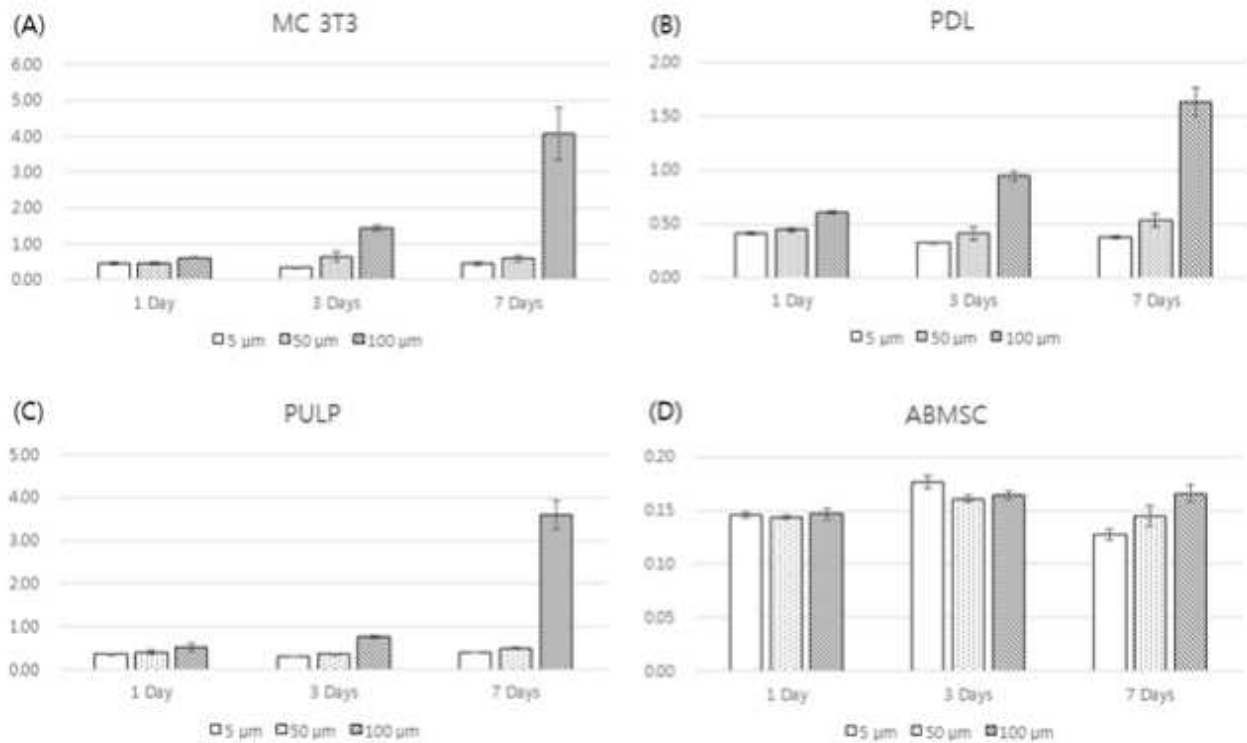 (A) MC 3T3
6.00
5.00
4.00
3.00
2.00
1.00
0.00
1 Day 3 Days 7 Days
5 μm 50 μm 100 μm
(B) PDL
2.00
1.50
1.00
0.50
0.00
1 Day 3 Days 7 Days
5 μm 50 μm 100 μm
(C) PULP
5.00
4.00
3.00
2.00
1.00
0.00
1 Day 3 Days 7 Days
5 μm 50 μm 100 μm
(D) ABMSC
0.20
0.15
0.10
0.05
0.00
1 Day 3 Days 7 Days
5 μm 50 μm 100 μm